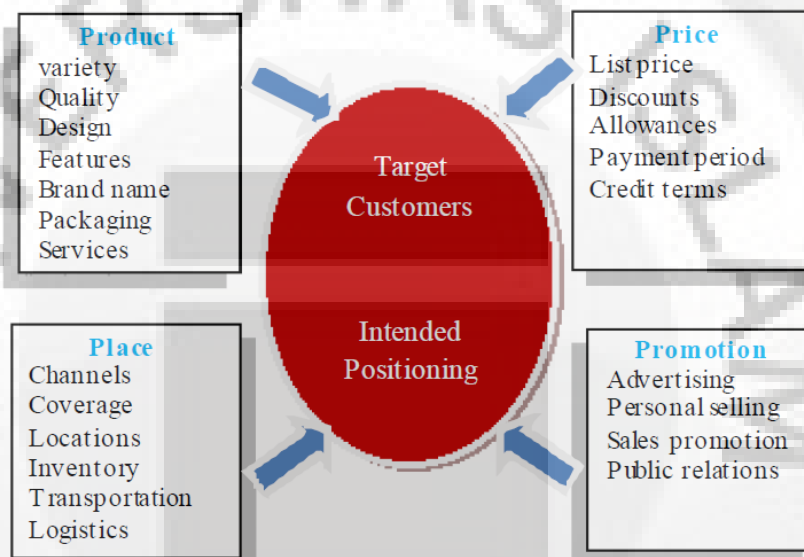 Product
variety
Quality
Design
Features
Brand name
Packaging
Services
Price
List price
Discounts
Allowances
Payment period
Credit terms
Target
Customers
Intended
Positioning
Place
Channels
Coverage
Locations
Inventory
Transportation
Logistics
Promotion
Advertising
Personal selling
Sales promotion
Public relations